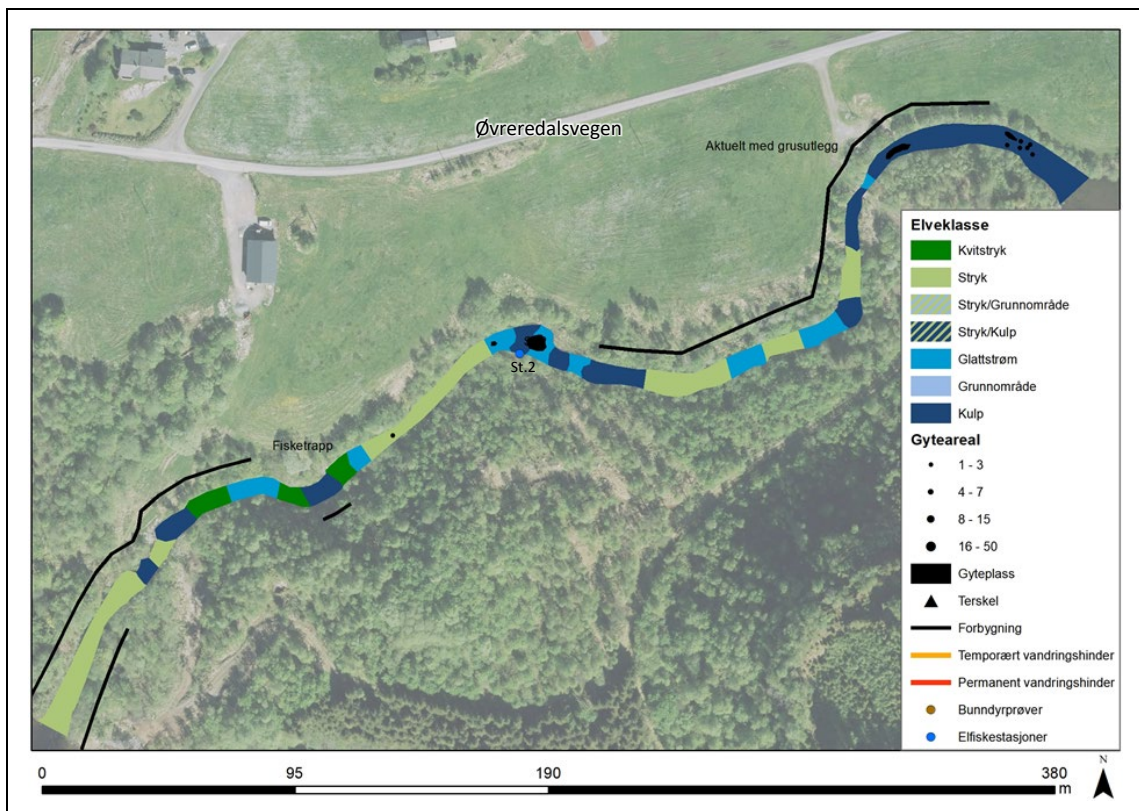 Øvreredalsvegen
Aktuelt med grusutlegg
St.2
Fisketrapp
Elveklasse
Kvitstryk
Stryk
Stryk/Grunnområde
Stryk/Kulp
Glattstrøm
Grunnområde
Kulp
Gyteareal
1 - 3
4 - 7
8 - 15
16 - 50
Gyteplass
Terskel
Forbygning
Temporært vandringshinder
Permanent vandringshinder
Bunndyrprøver
Elfiskestasjoner
0 95 190 380
m
N